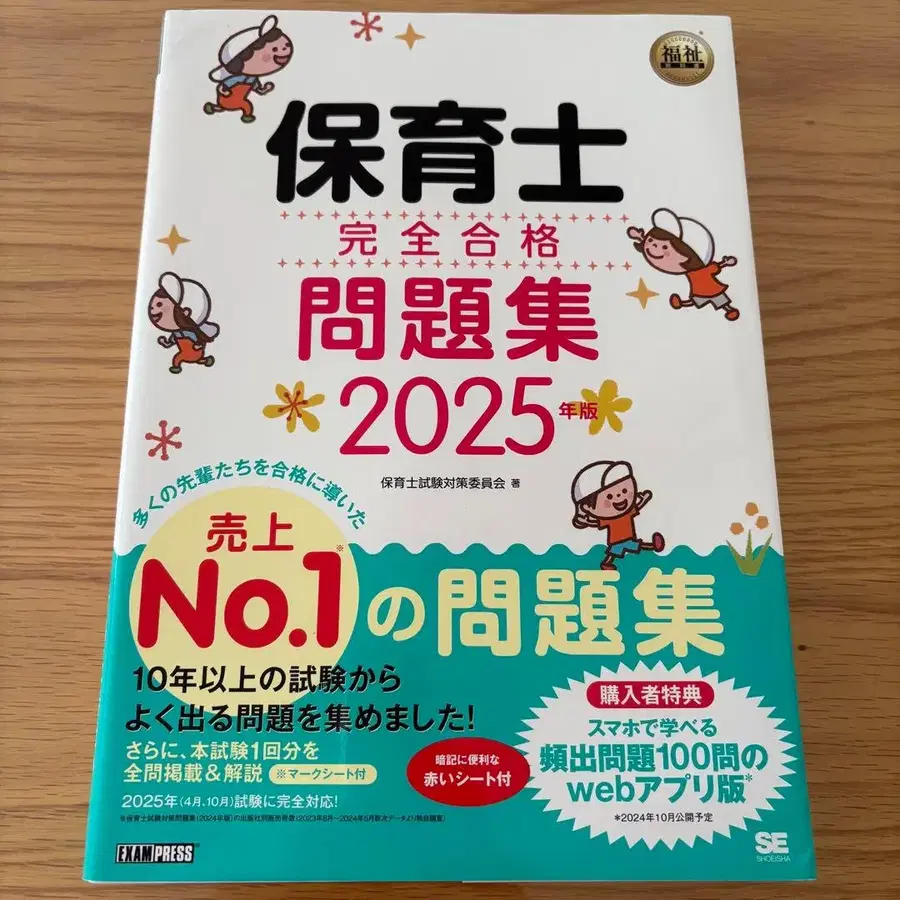 福祉
教科書
保育士
完全合格
問題集
2025年版
保育士試験対策委員会 著
多くの先輩たちを合格に導いた
売上
No.1※の問題集
10年以上の試験から
よく出る問題を集めました!
さらに、本試験1回分を
全問掲載&解説 ※マークシート付
2025年(4月、10月)試験に完全対応!
暗記に便利な
赤いシート付
購入者特典
スマホで学べる
頻出問題100問の
webアプリ版*
*2024年10月公開予定
EXAMPRESS
SE
SHOEISHA